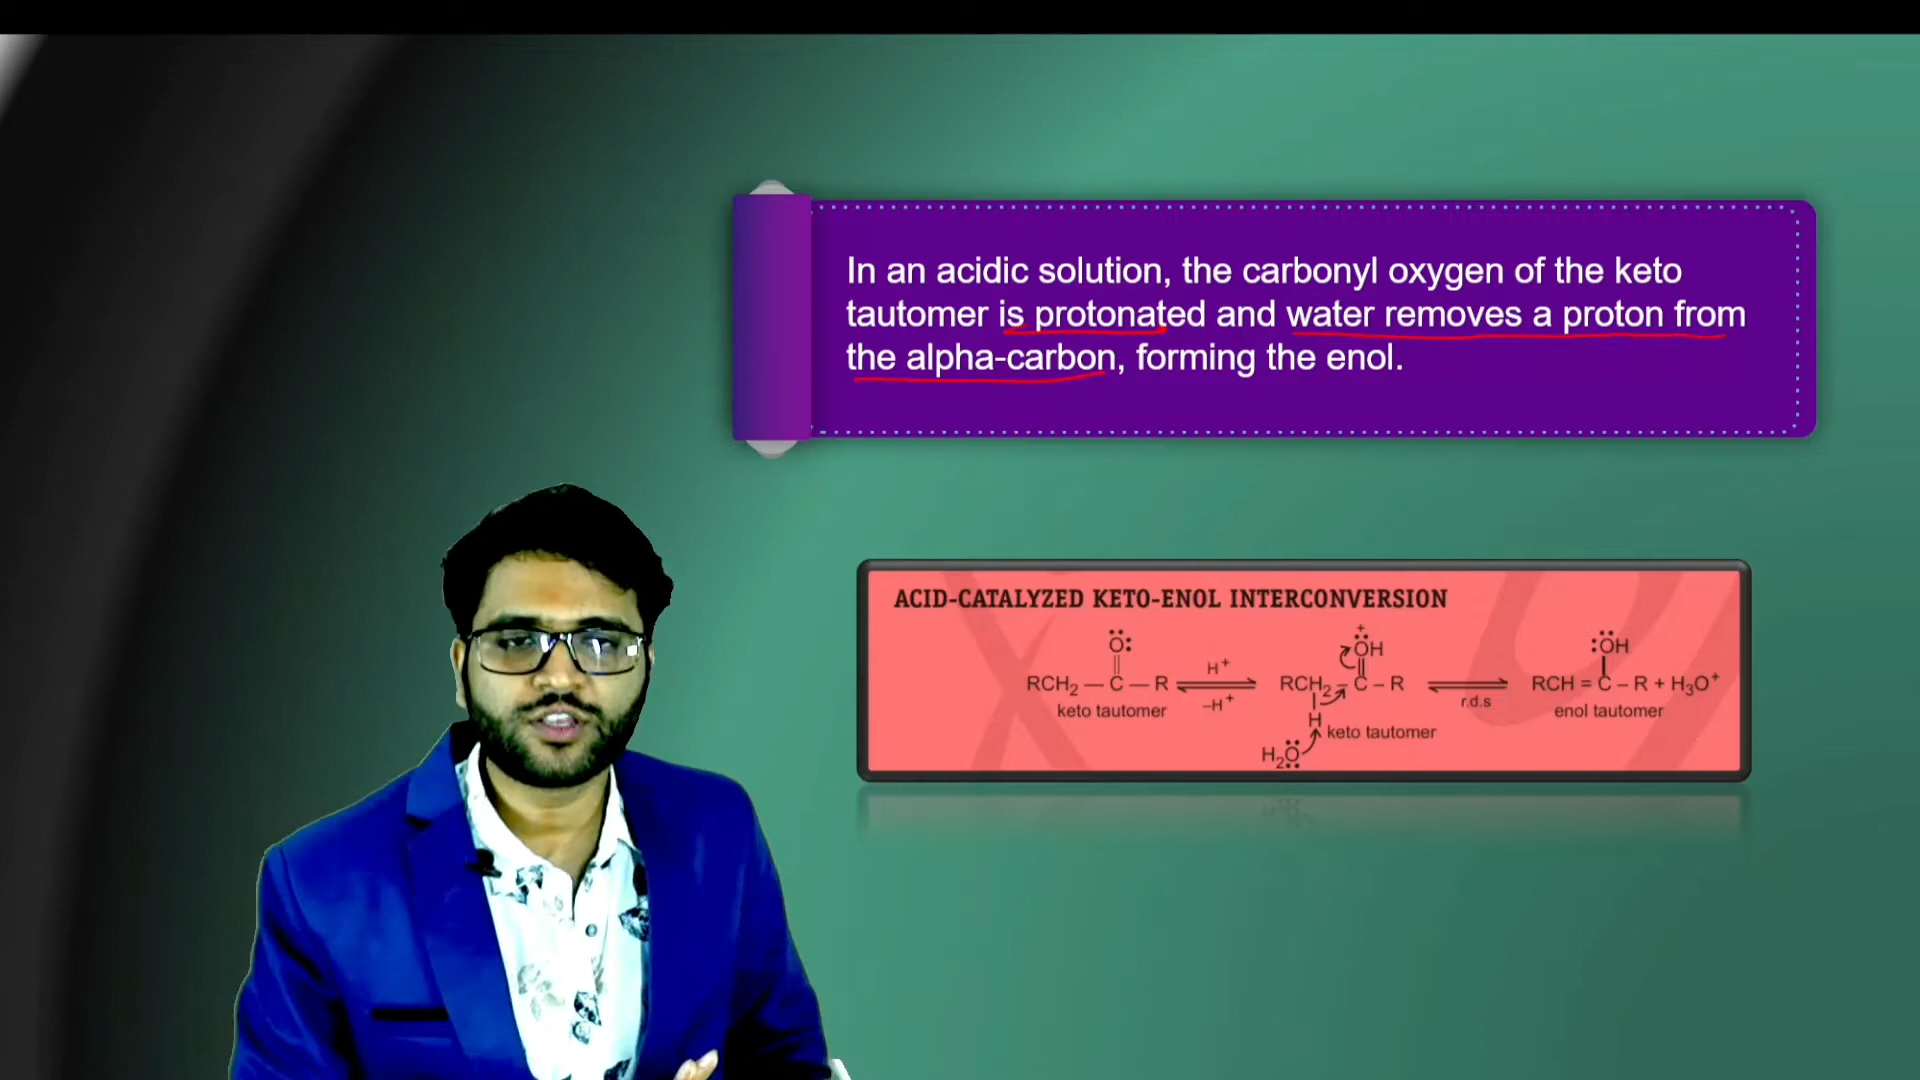 In an acidic solution, the carbonyl oxygen of the keto
tautomer is protonated and water removes a proton from
the alpha-carbon, forming the enol.
ACID-CATALYZED KETO-ENOL INTERCONVERSION
Ö: +ÖH :ÖH
RCH₂ — C — R H⁺ –H⁺ RCH₂ – C – R r.d.s RCH = C – R + H₃O⁺
keto tautomer H keto tautomer enol tautomer
H₂O